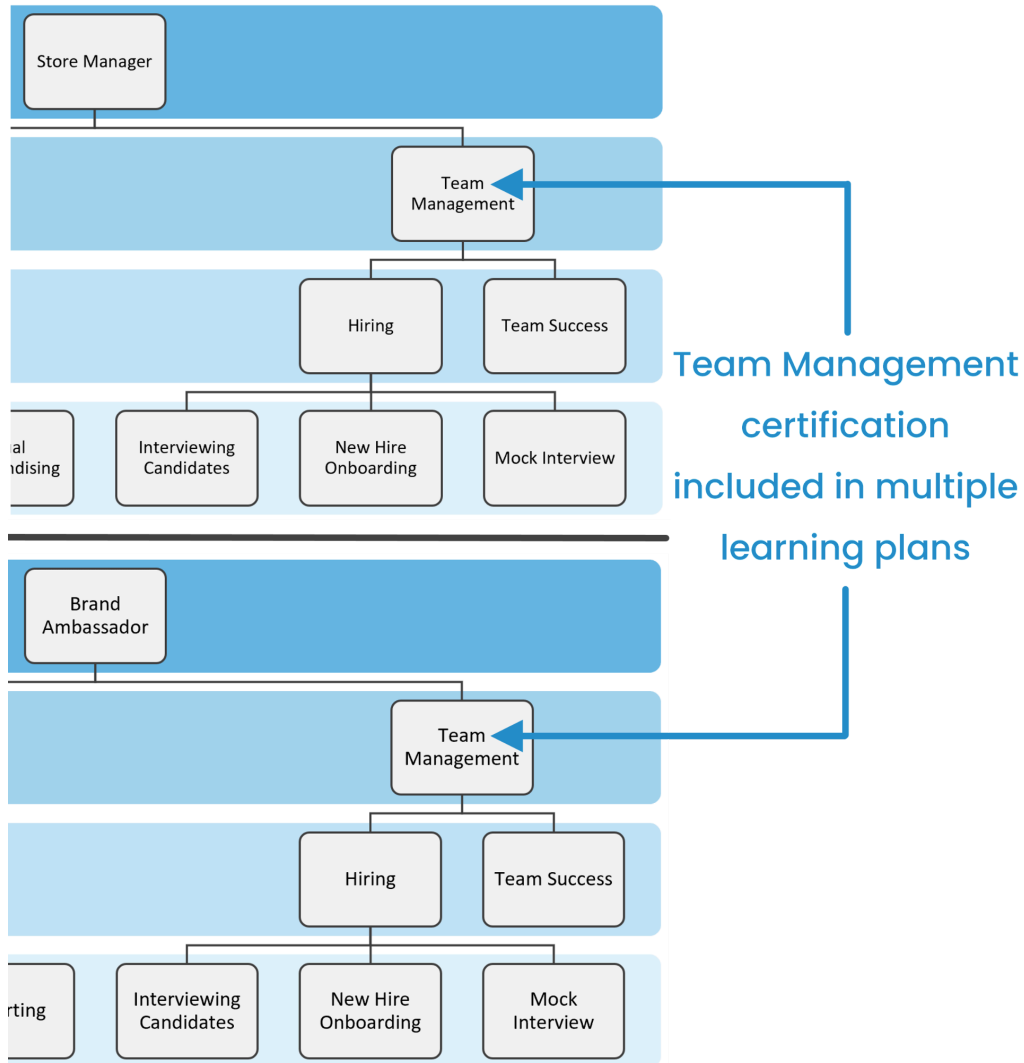 Store Manager
Team
Management
Hiring
Team Success
Interviewing
Candidates
New Hire
Onboarding
Mock Interview
Team Management
certification
included in multiple
learning plans
Brand
Ambassador
Team
Management
Hiring
Team Success
Interviewing
Candidates
New Hire
Onboarding
Mock
Interview